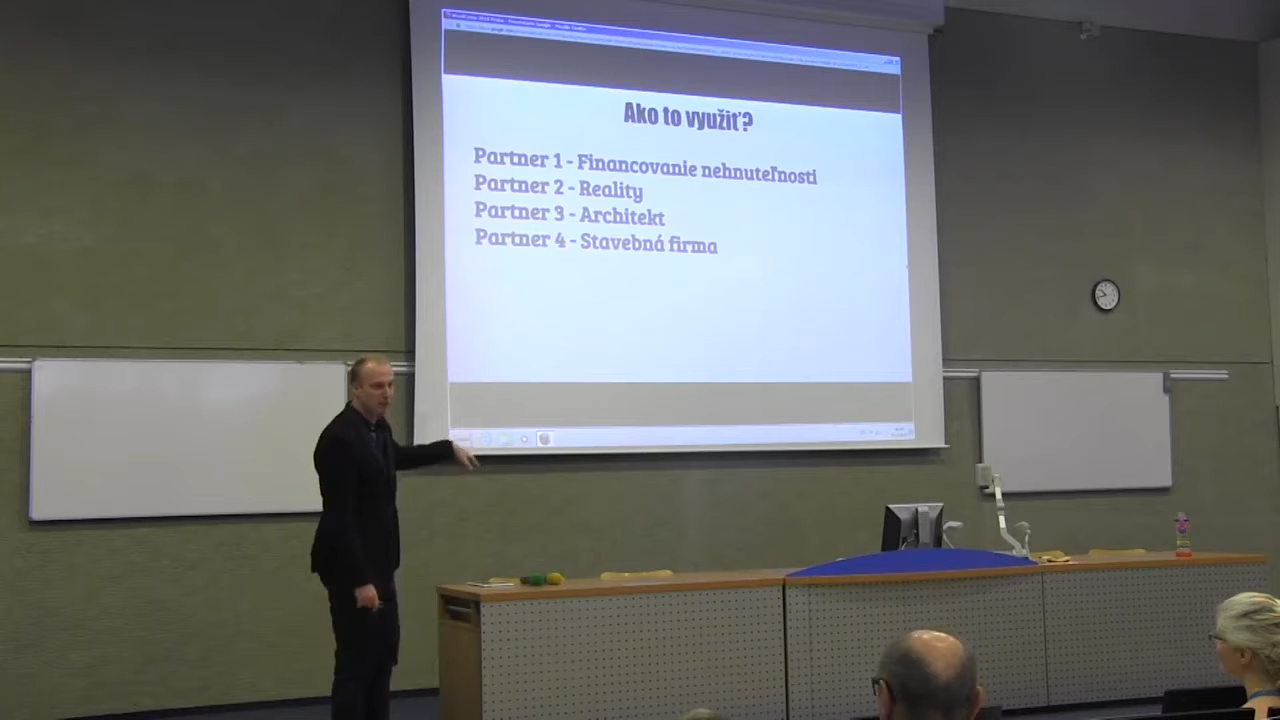 Ako to využiť?
Partner 1 - Financovanie nehnuteľnosti
Partner 2 - Reality
Partner 3 - Architekt
Partner 4 - Stavebná firma